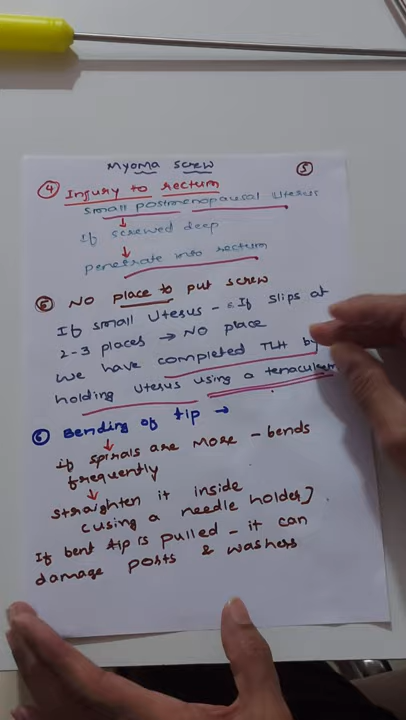 Myoma screw
⑤
④ Injury to rectum
small postmenopausal Uterus
↓
If screwed deep
↓
penetrate into rectum
⑤ No place to put screw
If small Uterus - If slips at
2-3 places → No place
We have completed TLH by
holding Uterus using a tenaculum
⑥ Bending of tip →
↓
if spirals are more - bends
frequently
↓
straighten it inside
(using a needle holder)
If bent tip is pulled - it can
damage ports & washers